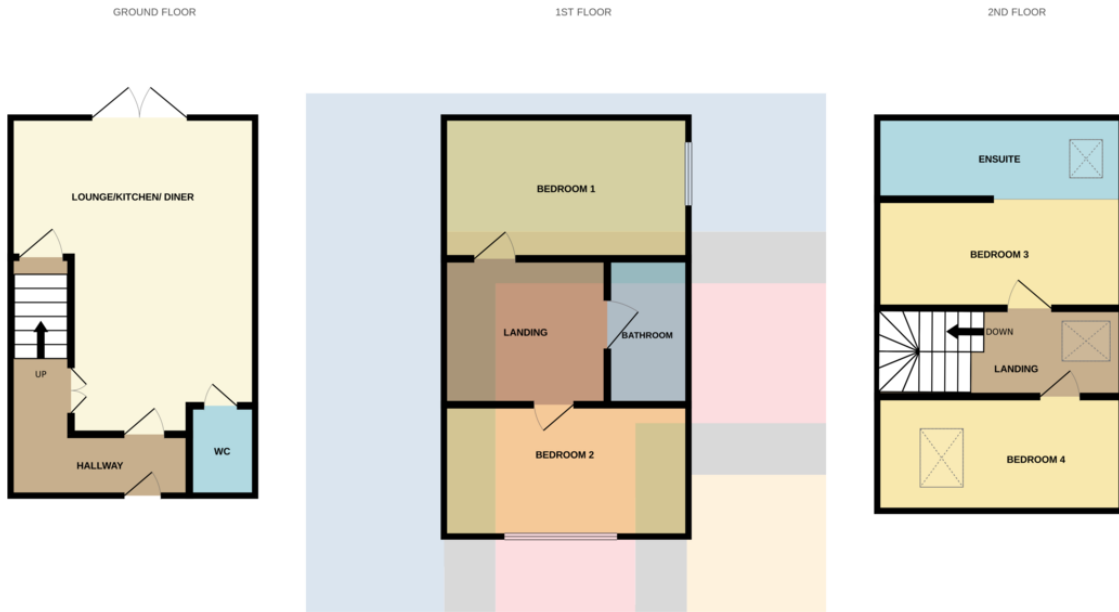 GROUND FLOOR
LOUNGE/KITCHEN/ DINER
UP
HALLWAY
WC
1ST FLOOR
BEDROOM 1
LANDING
BATHROOM
BEDROOM 2
2ND FLOOR
ENSUITE
BEDROOM 3
DOWN
LANDING
BEDROOM 4